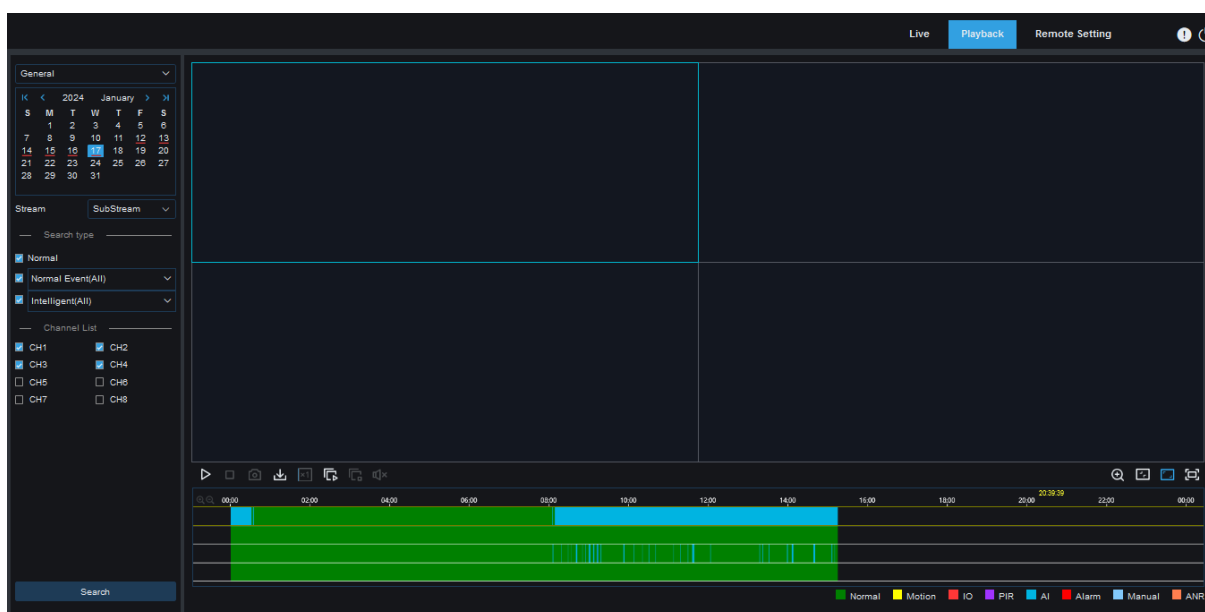 Live Playback Remote Setting
General
2024 January
S M T W T F S
1 2 3 4 5 6
7 8 9 10 11 12 13
14 15 16 17 18 19 20
21 22 23 24 25 26 27
28 29 30 31
Stream SubStream
Search type
Normal
Normal Event(All)
Intelligent(All)
Channel List
CH1 CH2
CH3 CH4
CH5 CH6
CH7 CH8
Search
x1
20:39:39
00:00 02:00 04:00 06:00 08:00 10:00 12:00 14:00 16:00 18:00 20:00 22:00 00:00
Normal Motion IO PIR AI Alarm Manual ANR